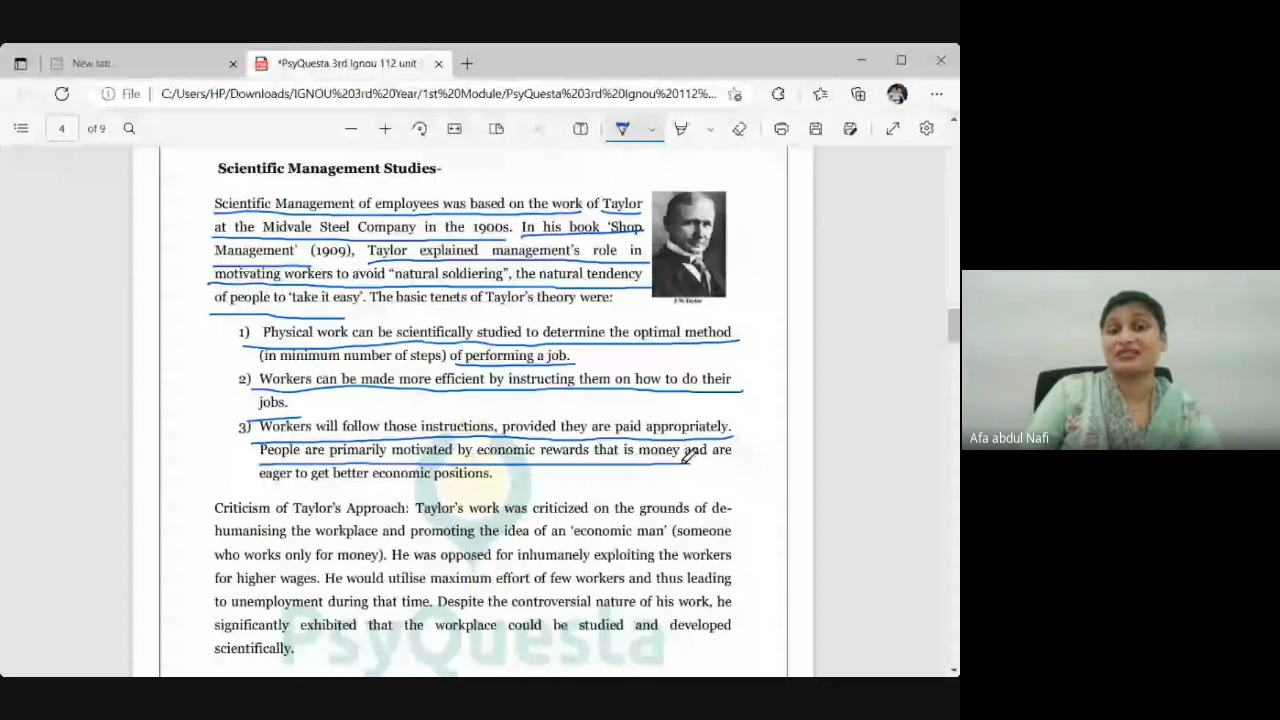 New tab
*PsyQuesta 3rd Ignou 112 unit
File
C:/Users/HP/Downloads/IGNOU%203rd%20Year/1st%20Module/PsyQuesta%203rd%20Ignou%20112%...
4 of 9
Scientific Management Studies-
Scientific Management of employees was based on the work of Taylor
at the Midvale Steel Company in the 1900s. In his book ‘Shop
Management’ (1909), Taylor explained management’s role in
motivating workers to avoid “natural soldiering”, the natural tendency
of people to ‘take it easy’. The basic tenets of Taylor’s theory were:
F.W.Taylor
1) Physical work can be scientifically studied to determine the optimal method
(in minimum number of steps) of performing a job.
2) Workers can be made more efficient by instructing them on how to do their
jobs.
3) Workers will follow those instructions, provided they are paid appropriately.
People are primarily motivated by economic rewards that is money and are
eager to get better economic positions.
Criticism of Taylor’s Approach: Taylor’s work was criticized on the grounds of de-
humanising the workplace and promoting the idea of an ‘economic man’ (someone
who works only for money). He was opposed for inhumanely exploiting the workers
for higher wages. He would utilise maximum effort of few workers and thus leading
to unemployment during that time. Despite the controversial nature of his work, he
significantly exhibited that the workplace could be studied and developed
scientifically.
PsyQuesta
Afa abdul Nafi